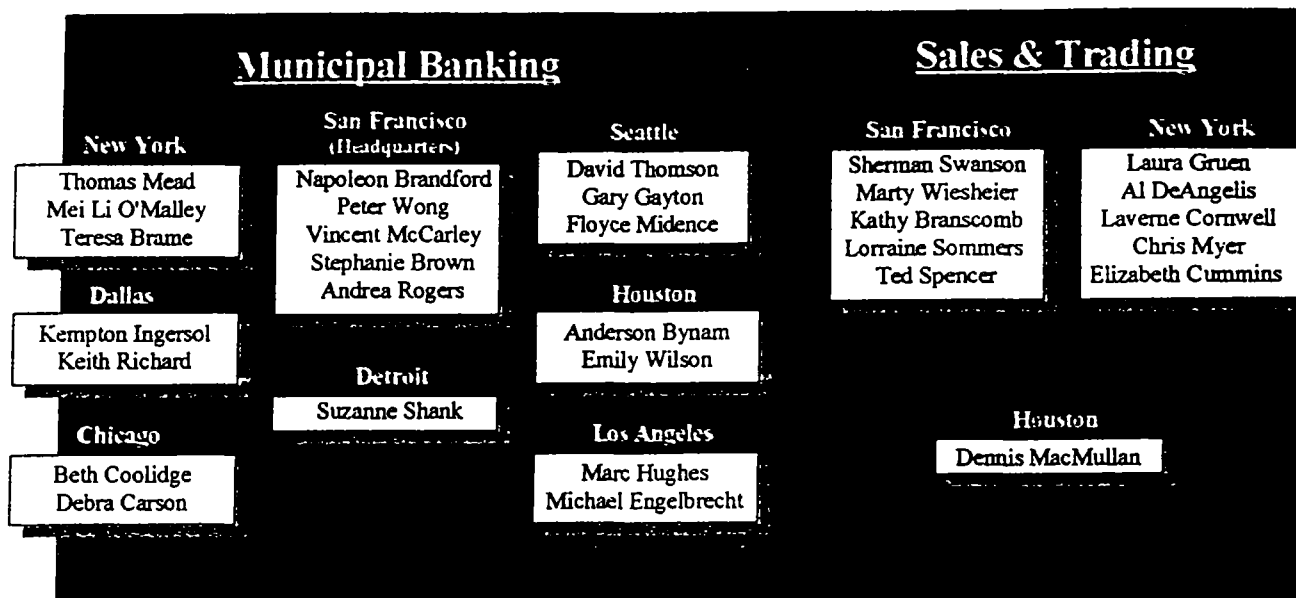 Municipal Banking
New York
Thomas Mead
Mei Li O'Malley
Teresa Brame
Dallas
Kempton Ingersol
Keith Richard
Chicago
Beth Coolidge
Debra Carson
San Francisco
(Headquarters)
Napoleon Brandford
Peter Wong
Vincent McCarley
Stephanie Brown
Andrea Rogers
Detroit
Suzanne Shank
Seattle
David Thomson
Gary Gayton
Floyce Midence
Houston
Anderson Bynam
Emily Wilson
Los Angeles
Marc Hughes
Michael Engelbrecht
Sales & Trading
San Francisco
Sherman Swanson
Marty Wiesheier
Kathy Branscomb
Lorraine Sommers
Ted Spencer
New York
Laura Gruen
Al DeAngelis
Laverne Cornwell
Chris Myer
Elizabeth Cummins
Houston
Dennis MacMullan